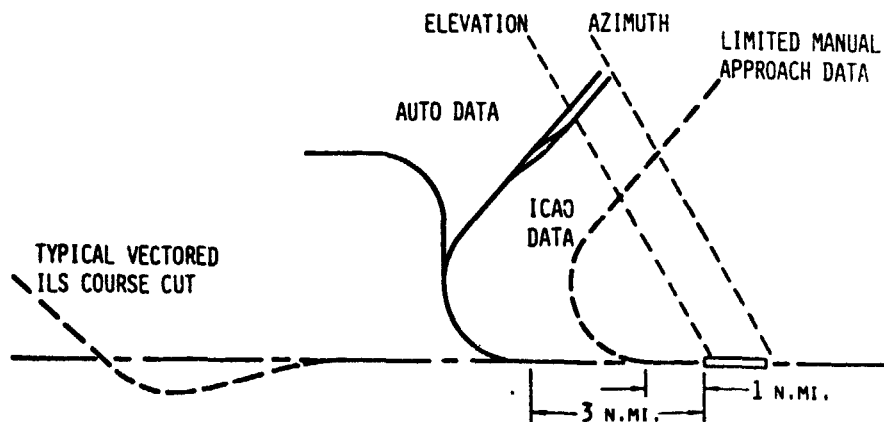 ELEVATION
AZIMUTH
LIMITED MANUAL
APPROACH DATA
AUTO DATA
ICAO
DATA
TYPICAL VECTORED
ILS COURSE CUT
1 N.MI.
3 N.MI.